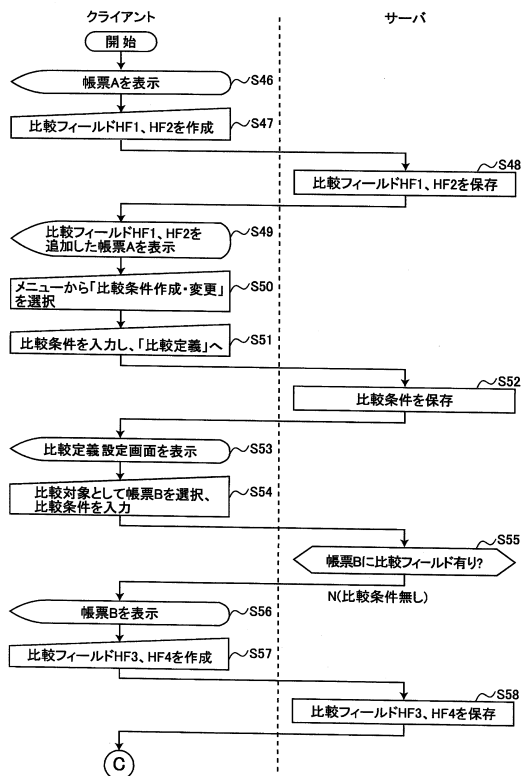 クライアント
サーバ
開始
帳票Aを表示
S46
比較フィールドHF1、HF2を作成
S47
比較フィールドHF1、HF2を保存
S48
比較フィールドHF1、HF2を
追加した帳票Aを表示
S49
メニューから「比較条件作成・変更」
を選択
S50
比較条件を入力し、「比較定義」へ
S51
比較条件を保存
S52
比較定義設定画面を表示
S53
比較対象として帳票Bを選択、
比較条件を入力
S54
帳票Bに比較フィールド有り?
S55
N(比較条件無し)
帳票Bを表示
S56
比較フィールドHF3、HF4を作成
S57
比較フィールドHF3、HF4を保存
S58
C